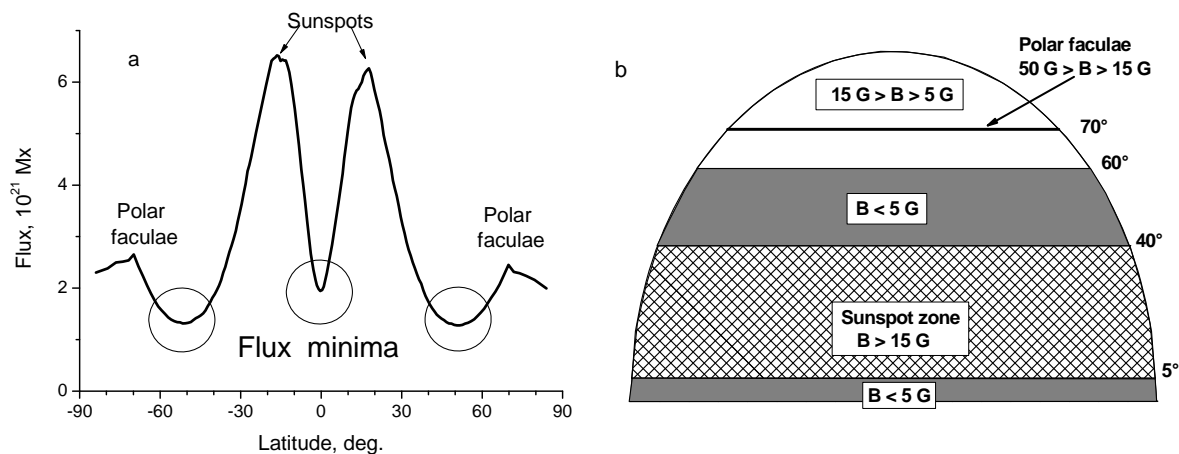 a
Sunspots
Flux, 10²¹ Mx
6
4
2
0
Polar
faculae
Polar
faculae
Flux minima
-90 -60 -30 0 30 60 90
Latitude, deg.
b
Polar faculae
50 G > B > 15 G
15 G > B > 5 G
70°
60°
B < 5 G
40°
Sunspot zone
B > 15 G
5°
B < 5 G